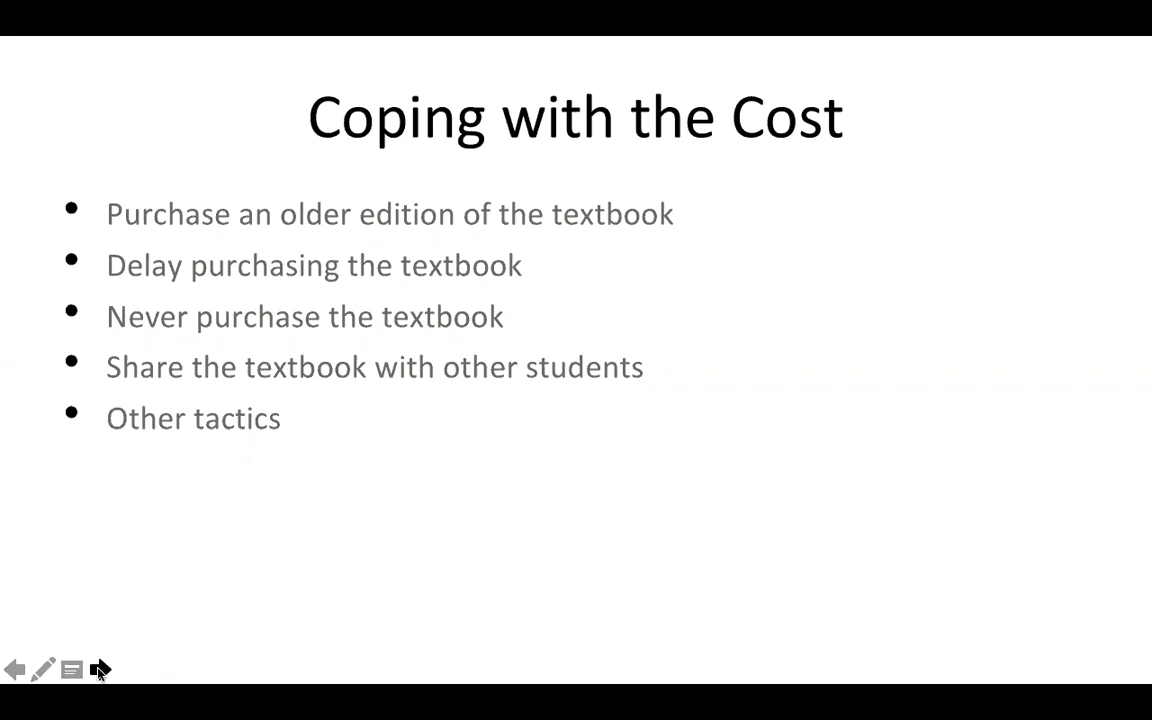 Coping with the Cost
• Purchase an older edition of the textbook
• Delay purchasing the textbook
• Never purchase the textbook
• Share the textbook with other students
• Other tactics